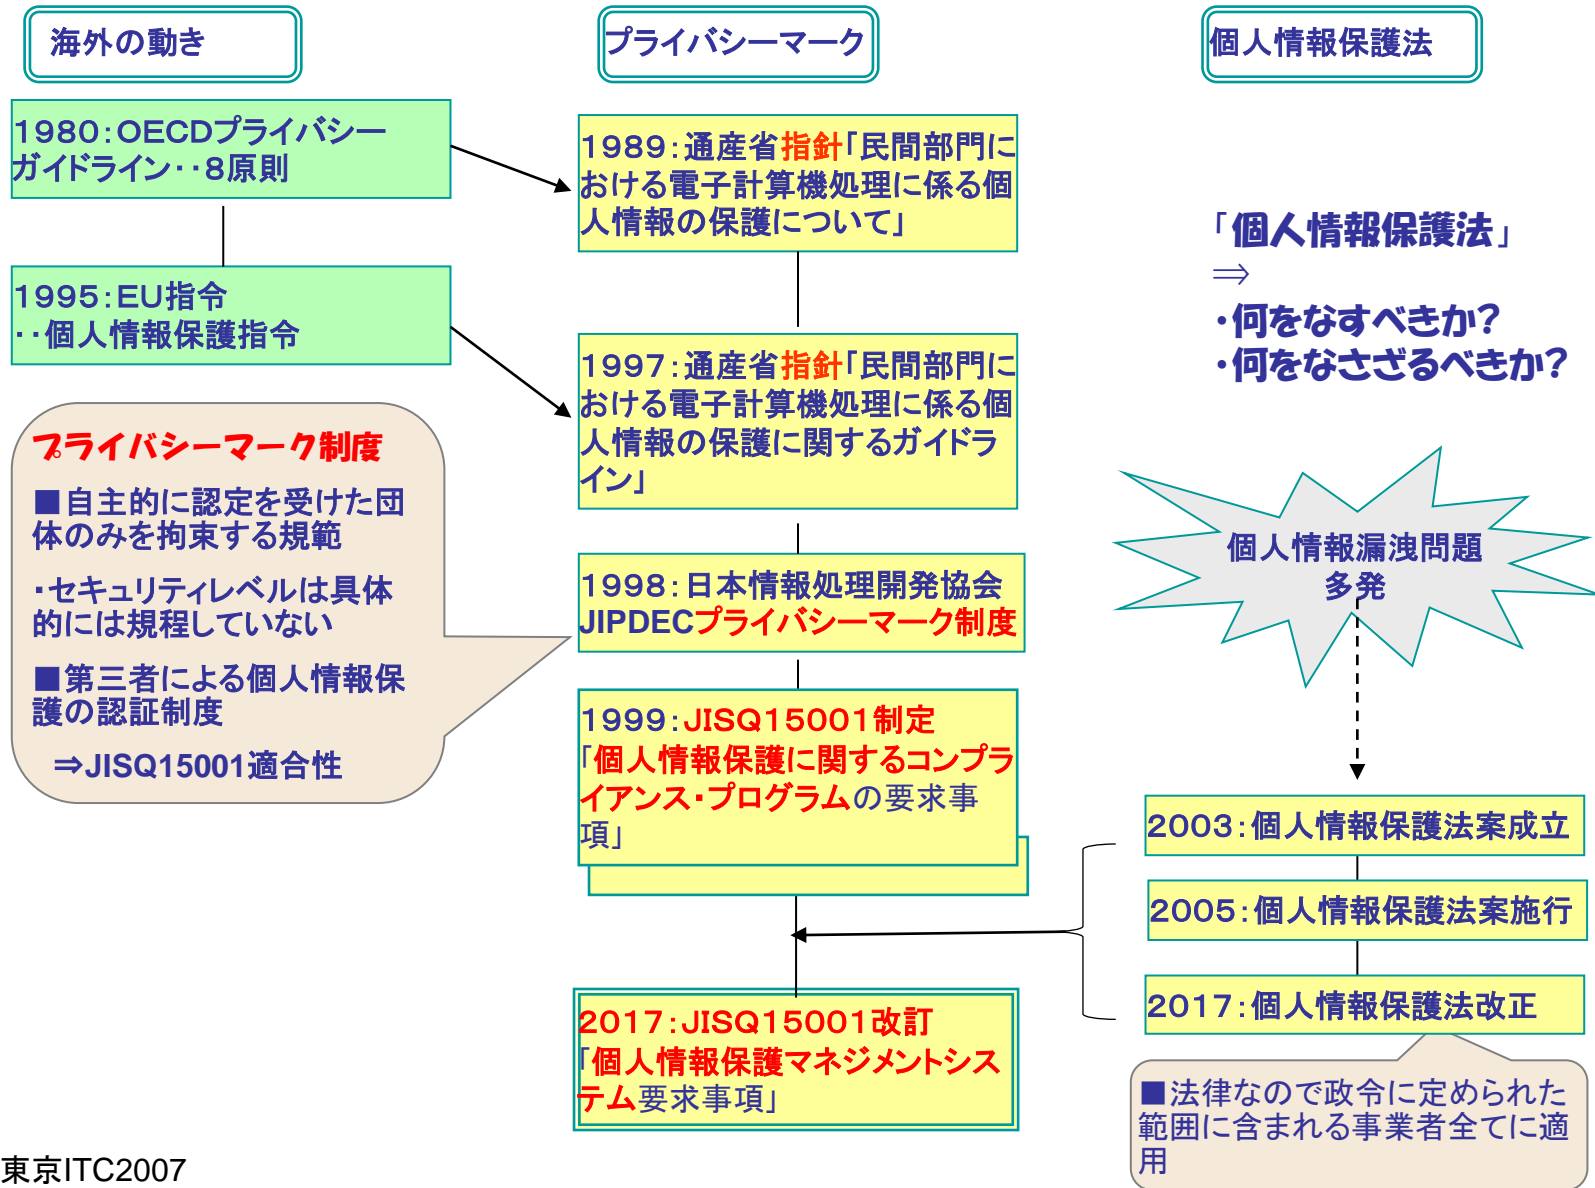 海外の動き
プライバシーマーク
個人情報保護法
1980：OECDプライバシー
ガイドライン・・8原則
1995：EU指令
・・個人情報保護指令
プライバシーマーク制度
■自主的に認定を受けた団
体のみを拘束する規範
・セキュリティレベルは具体
的には規程していない
■第三者による個人情報保
護の認証制度
⇒JISQ15001適合性
1989：通産省指針「民間部門に
おける電子計算機処理に係る個
人情報の保護について」
1997：通産省指針「民間部門に
おける電子計算機処理に係る個
人情報の保護に関するガイドラ
イン」
1998：日本情報処理開発協会
JIPDECプライバシーマーク制度
1999：JISQ15001制定
「個人情報保護に関するコンプラ
イアンス・プログラムの要求事
項」
2017：JISQ15001改訂
「個人情報保護マネジメントシス
テム要求事項」
「個人情報保護法」
⇒
・何をなすべきか？
・何をなさざるべきか？
個人情報漏洩問題
多発
2003：個人情報保護法案成立
2005：個人情報保護法案施行
2017：個人情報保護法改正
■法律なので政令に定められた
範囲に含まれる事業者全てに適
用
東京ITC2007